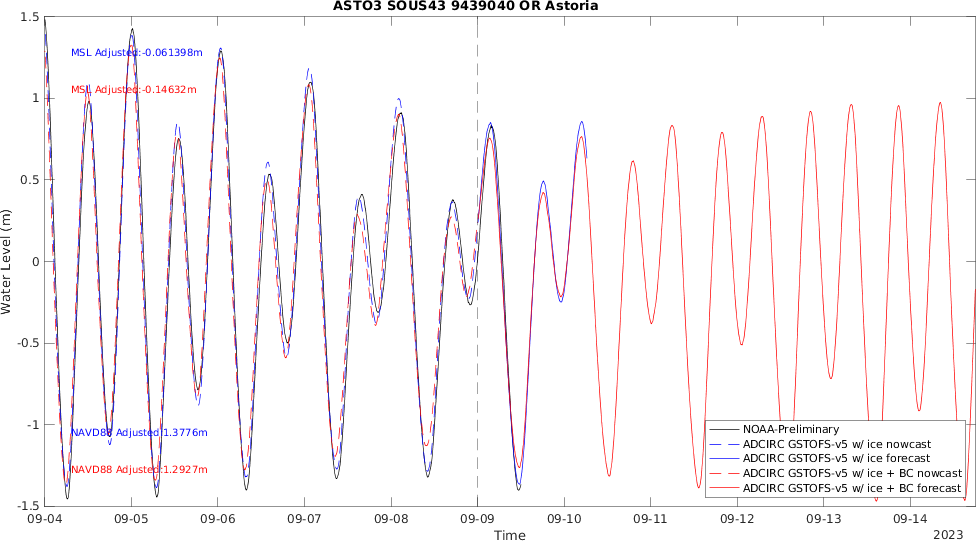 ASTO3 SOUS43 9439040 OR Astoria
1.5
MSL Adjusted:-0.061398m
MSL Adjusted:-0.14632m
1
0.5
0
-0.5
-1
-1.5
Water Level (m)
NAVD88 Adjusted:1.3776m
NAVD88 Adjusted:1.2927m
NOAA-Preliminary
ADCIRC GSTOFS-v5 w/ ice nowcast
ADCIRC GSTOFS-v5 w/ ice forecast
ADCIRC GSTOFS-v5 w/ ice + BC nowcast
ADCIRC GSTOFS-v5 w/ ice + BC forecast
09-04 09-05 09-06 09-07 09-08 09-09 09-10 09-11 09-12 09-13 09-14
Time
2023